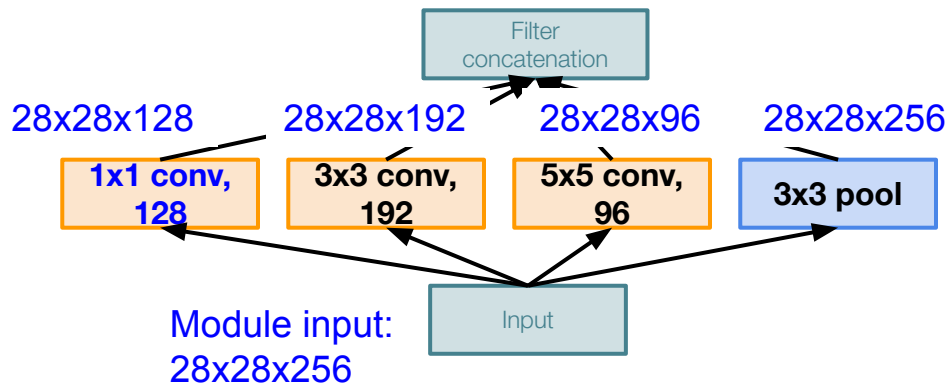 Filter
concatenation
28x28x128
28x28x192
28x28x96
28x28x256
1x1 conv,
128
3x3 conv,
192
5x5 conv,
96
3x3 pool
Input
Module input:
28x28x256